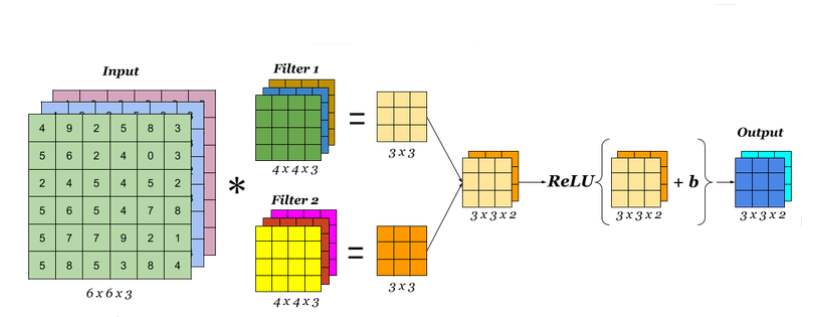 Input
4 9 2 5 8 3
5 6 2 4 0 3
2 4 5 4 5 2
5 6 5 4 7 8
5 7 7 9 2 1
5 8 5 3 8 4
6 x 6 x 3
*
Filter 1
4 x 4 x 3
=
3 x 3
Filter 2
4 x 4 x 3
=
3 x 3
3 x 3 x 2
ReLU
3 x 3 x 2
+ b
Output
3 x 3 x 2